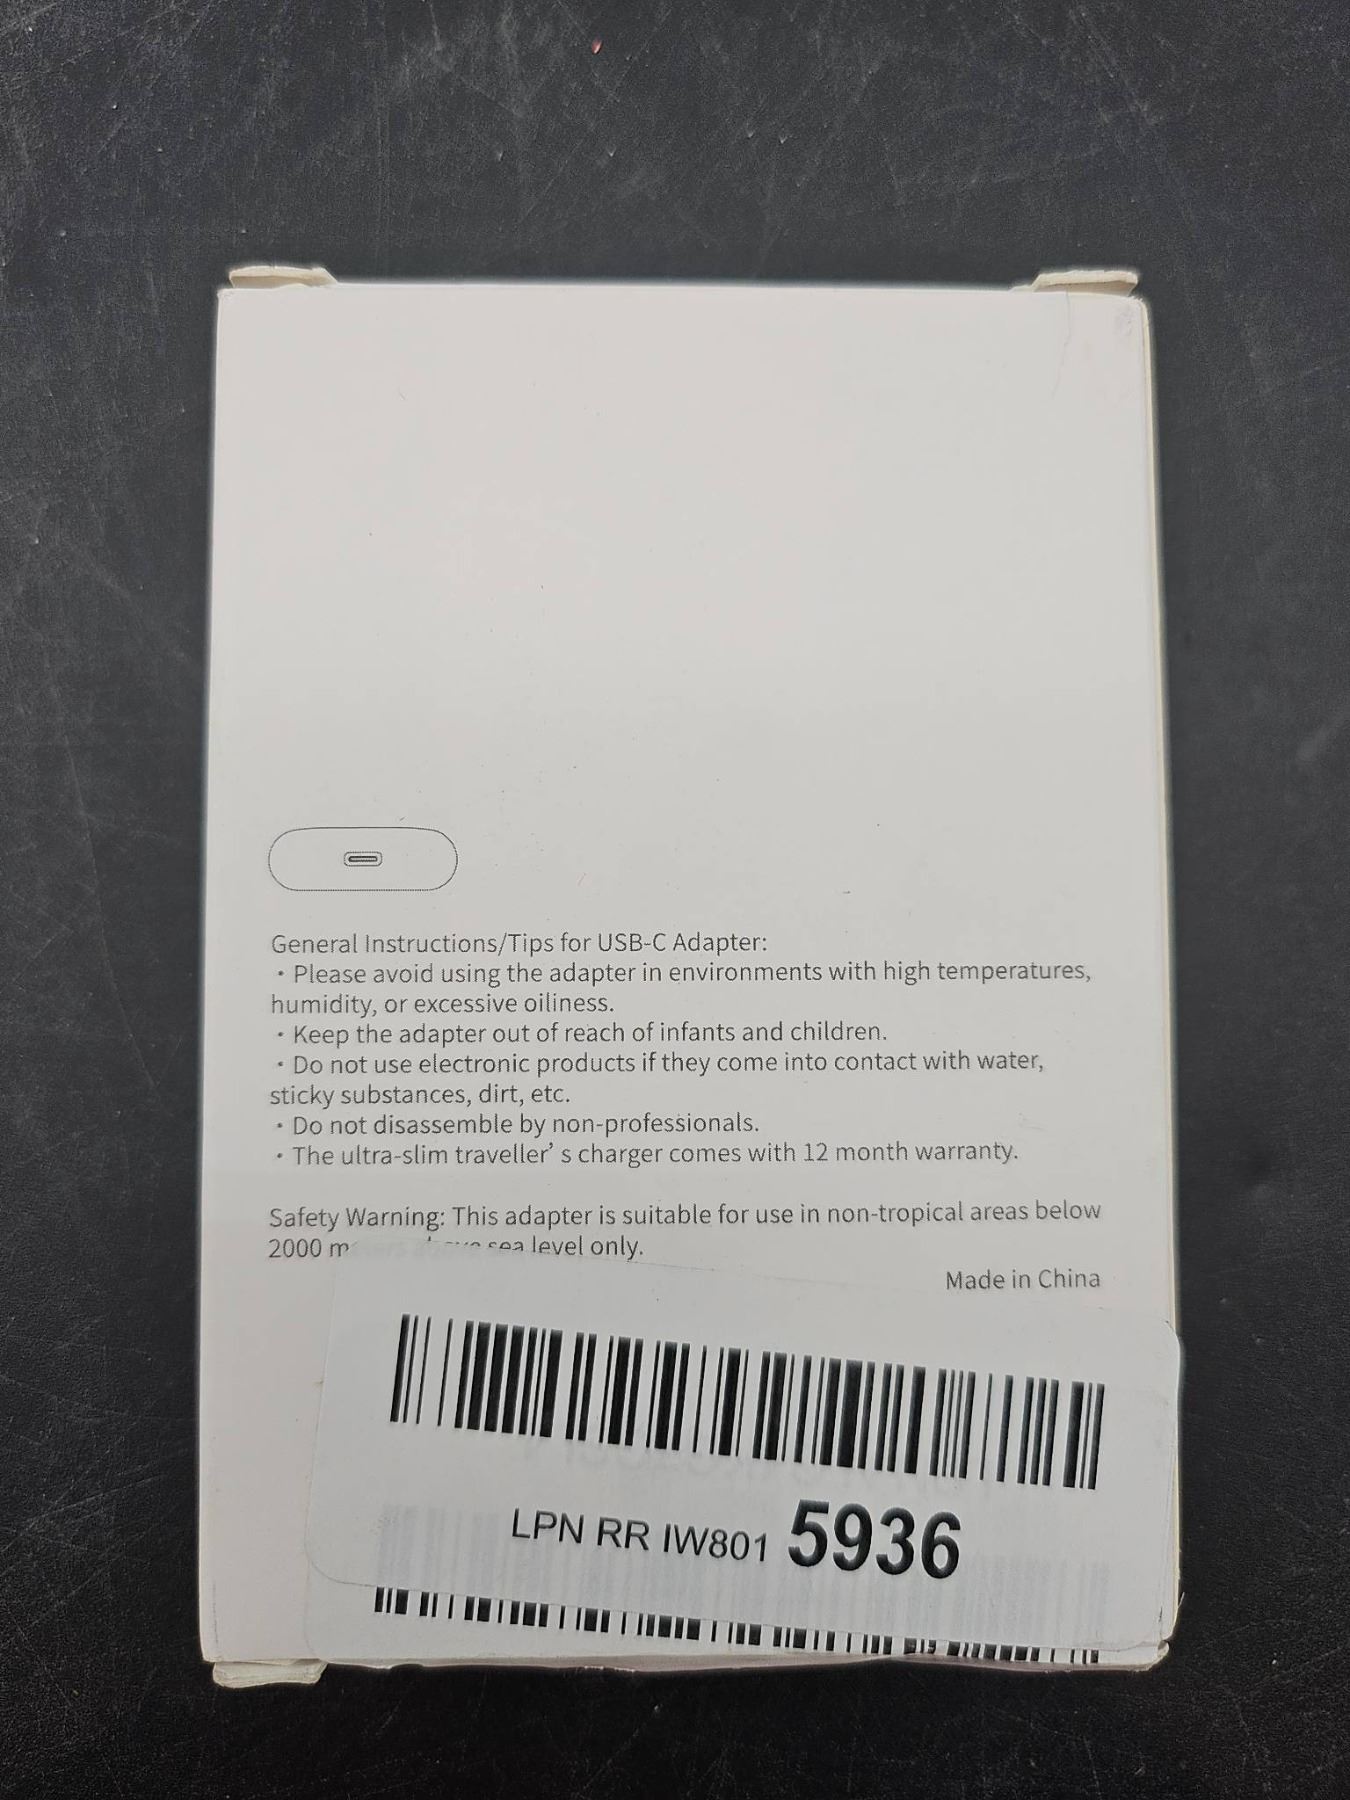 General Instructions/Tips for USB-C Adapter:
・Please avoid using the adapter in environments with high temperatures,
humidity, or excessive oiliness.
・Keep the adapter out of reach of infants and children.
・Do not use electronic products if they come into contact with water,
sticky substances, dirt, etc.
・Do not disassemble by non-professionals.
・The ultra-slim traveller’ s charger comes with 12 month warranty.
Safety Warning: This adapter is suitable for use in non-tropical areas below
2000 meters above sea level only.
Made in China
LPN RR IW801 5936